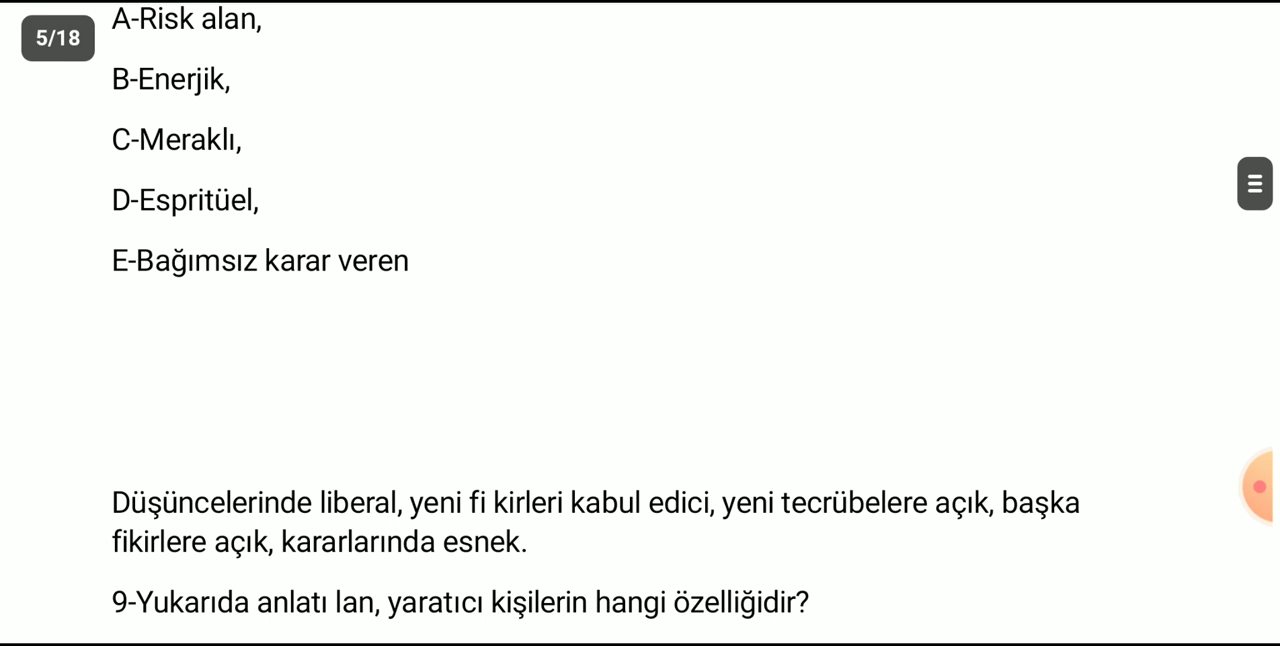 A-Risk alan,
5/18
B-Enerjik,
C-Meraklı,
D-Espritüel,
E-Bağımsız karar veren
Düşüncelerinde liberal, yeni fi kirleri kabul edici, yeni tecrübelere açık, başka
fikirlere açık, kararlarında esnek.
9-Yukarıda anlatı lan, yaratıcı kişilerin hangi özelliğidir?